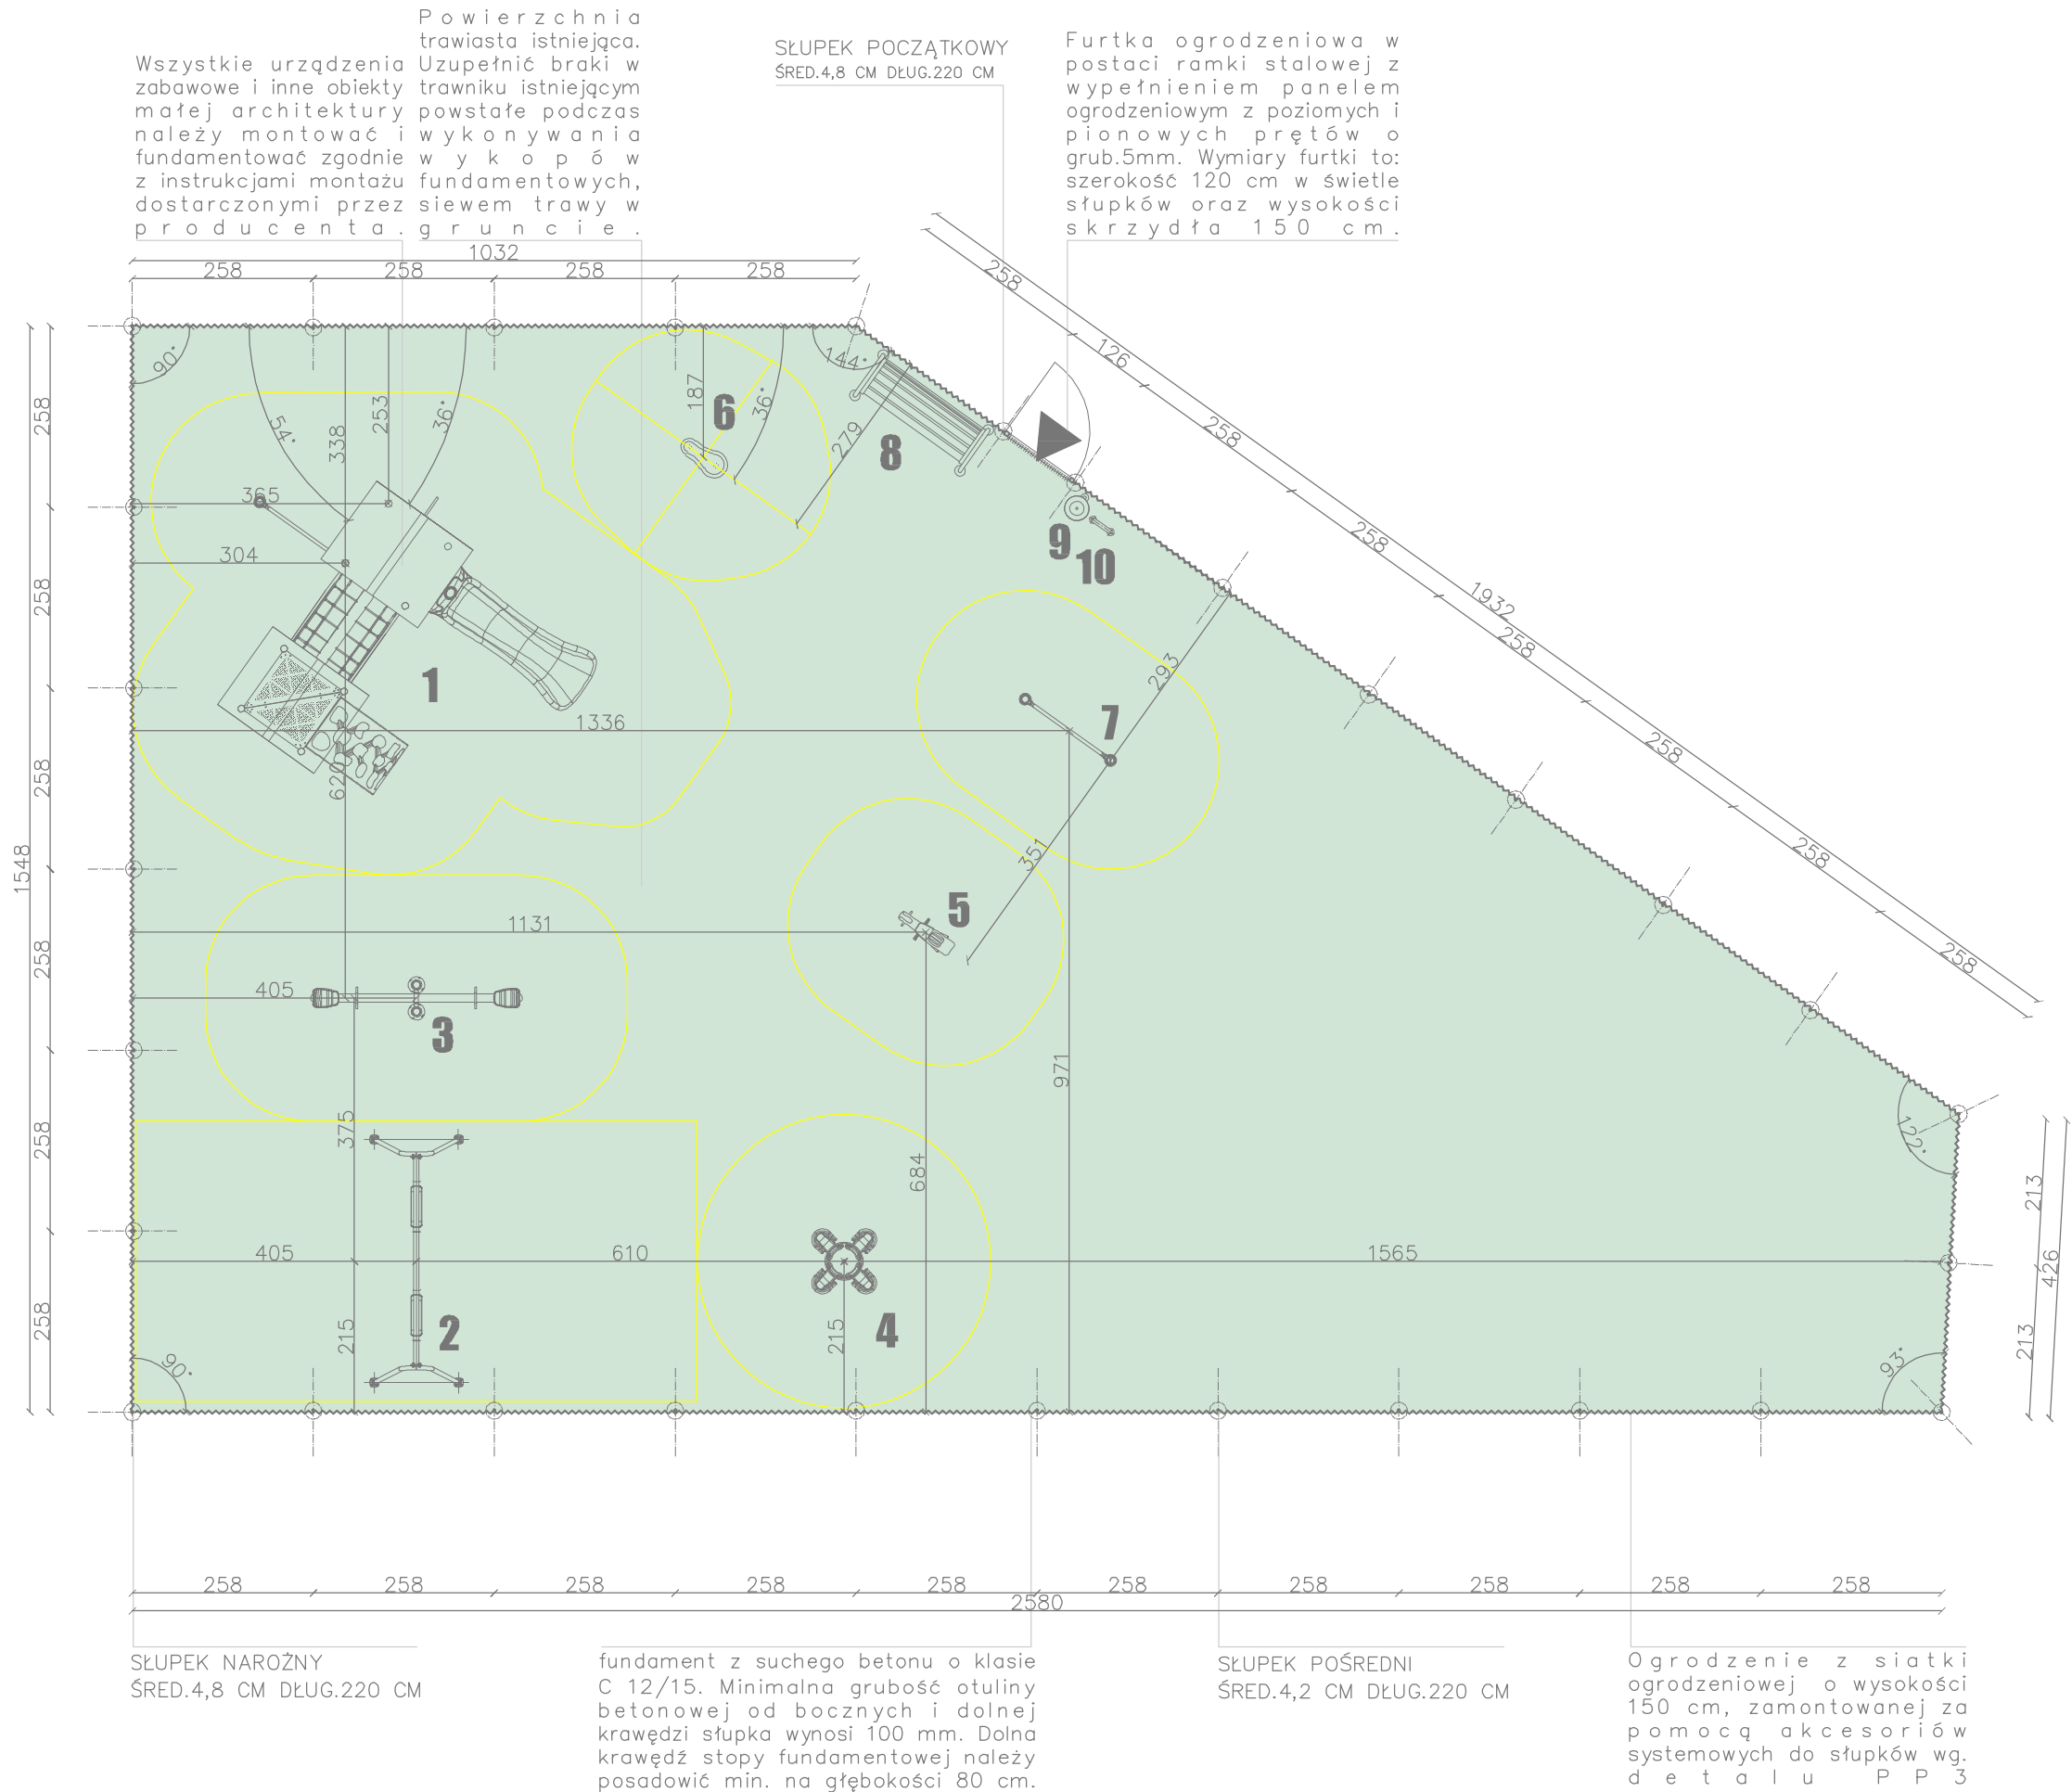 Wszystkie urządzenia
zabawowe i inne obiekty
małej architektury
należy montować i
fundamentować zgodnie
z instrukcjami montażu
dostarczonymi przez
producenta.
Powierzchnia
trawiasta istniejąca.
Uzupełnić braki w
trawniku istniejącym
powstałe podczas
wykonywania
wykopów
fundamentowych,
siewem trawy w
gruncie.
SŁUPEK POCZĄTKOWY
ŚRED.4,8 CM DŁUG.220 CM
Furtka ogrodzeniowa w
postaci ramki stalowej z
wypełnieniem panelem
ogrodzeniowym z poziomych i
pionowych prętów o
grub.5mm. Wymiary furtki to:
szerokość 120 cm w świetle
słupków oraz wysokości
skrzydła 150 cm.
1032
258 258 258 258
258
126
258
258
1932
258
258
258
258
90°
54°
338
253
36°
187
6
36°
144°
279
8
365
304
9
10
1
1336
620
7
293
351
5
1131
405
3
375
971
684
405
610
1565
215
2
215
4
90°
122°
93°
213
213
426
1548
258
258
258
258
258
258
258 258 258 258 258 258 258 258 258 258
2580
SŁUPEK NAROŻNY
ŚRED.4,8 CM DŁUG.220 CM
fundament z suchego betonu o klasie
C 12/15. Minimalna grubość otuliny
betonowej od bocznych i dolnej
krawędzi słupka wynosi 100 mm. Dolna
krawędź stopy fundamentowej należy
posadowić min. na głębokości 80 cm.
SŁUPEK POŚREDNI
ŚRED.4,2 CM DŁUG.220 CM
Ogrodzenie z siatki
ogrodzeniowej o wysokości
150 cm, zamontowanej za
pomocą akcesoriów
systemowych do słupków wg.
detalu PP3